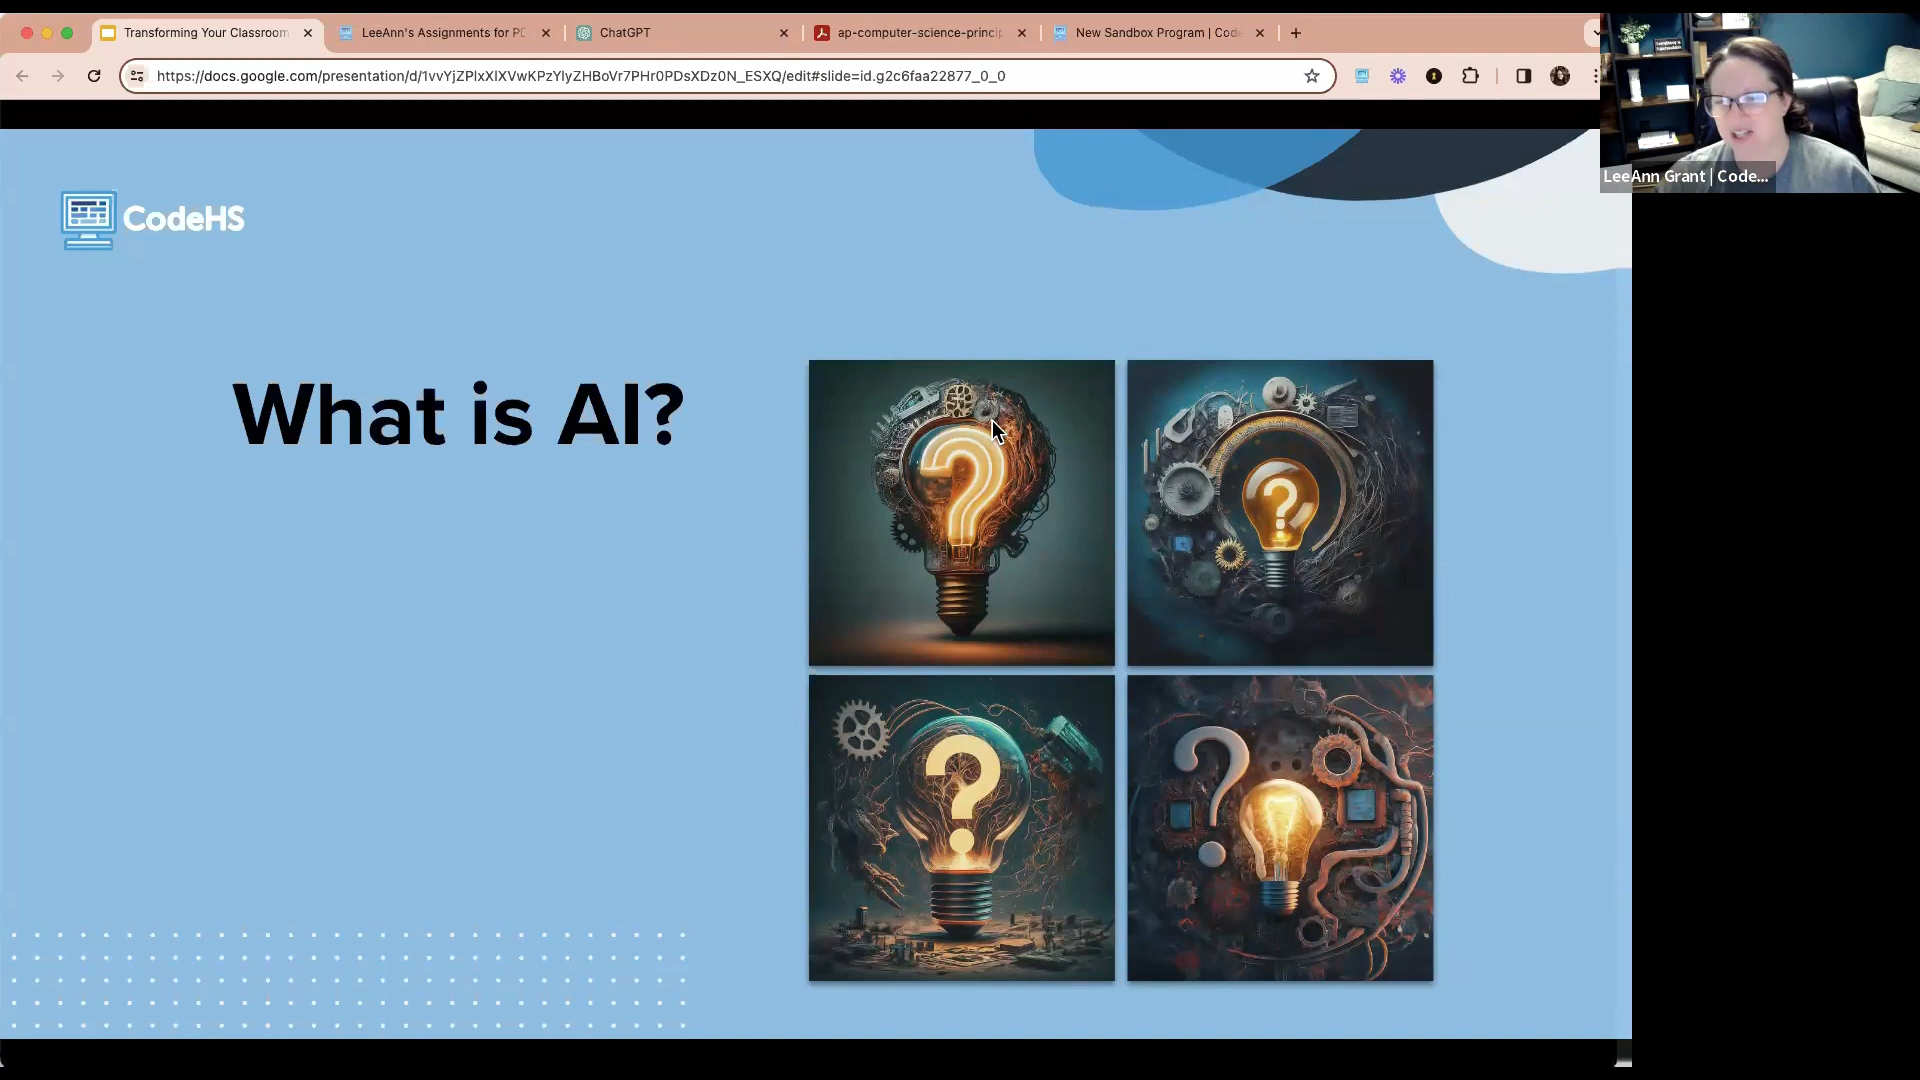 Transforming Your Classroom
LeeAnn's Assignments for PD
ChatGPT
ap-computer-science-princip
New Sandbox Program | Code
https://docs.google.com/presentation/d/1vvYjZPlxXlXVwKPzYlyZHBoVr7PHr0PDsXDz0N_ESXQ/edit#slide=id.g2c6faa22877_0_0
LeeAnn Grant | Code...
CodeHS
What is AI?
?
?
?
?